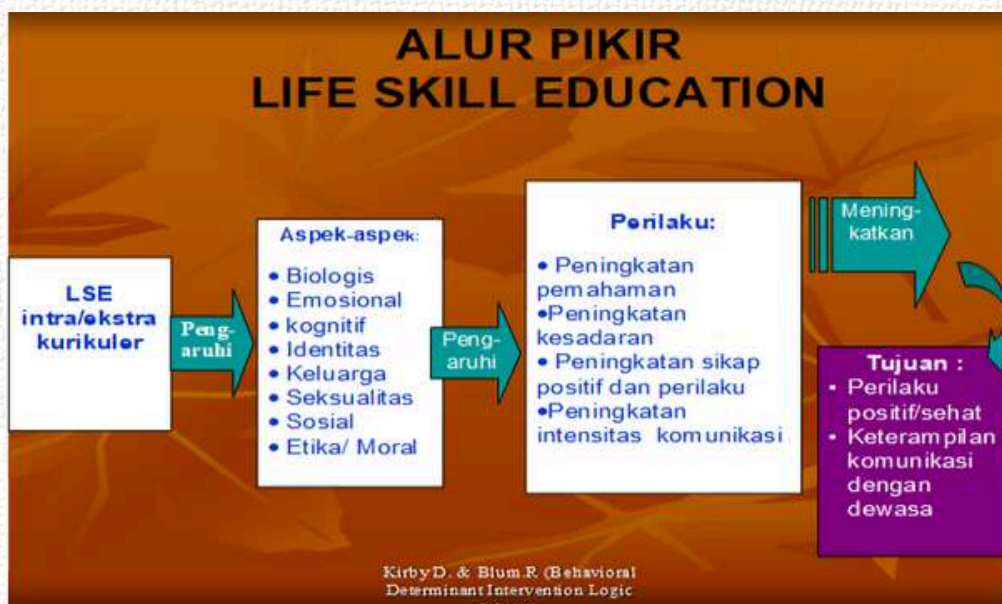 ALUR PIKIR
LIFE SKILL EDUCATION
LSE
intra/ekstra
kurikuler
Peng-
aruhi
Aspek-aspek:
• Biologis
• Emosional
• kognitif
• Identitas
• Keluarga
• Seksualitas
• Sosial
• Etika/ Moral
Peng-
aruhi
Perilaku:
• Peningkatan
pemahaman
•Peningkatan
kesadaran
• Peningkatan sikap
positif dan perilaku
•Peningkatan
intensitas komunikasi
Mening-
katkan
Tujuan :
• Perilaku
positif/sehat
• Keterampilan
komunikasi
dengan
dewasa
Kirby D. & Blum.R (Behavioral
Determinant Intervention Logic